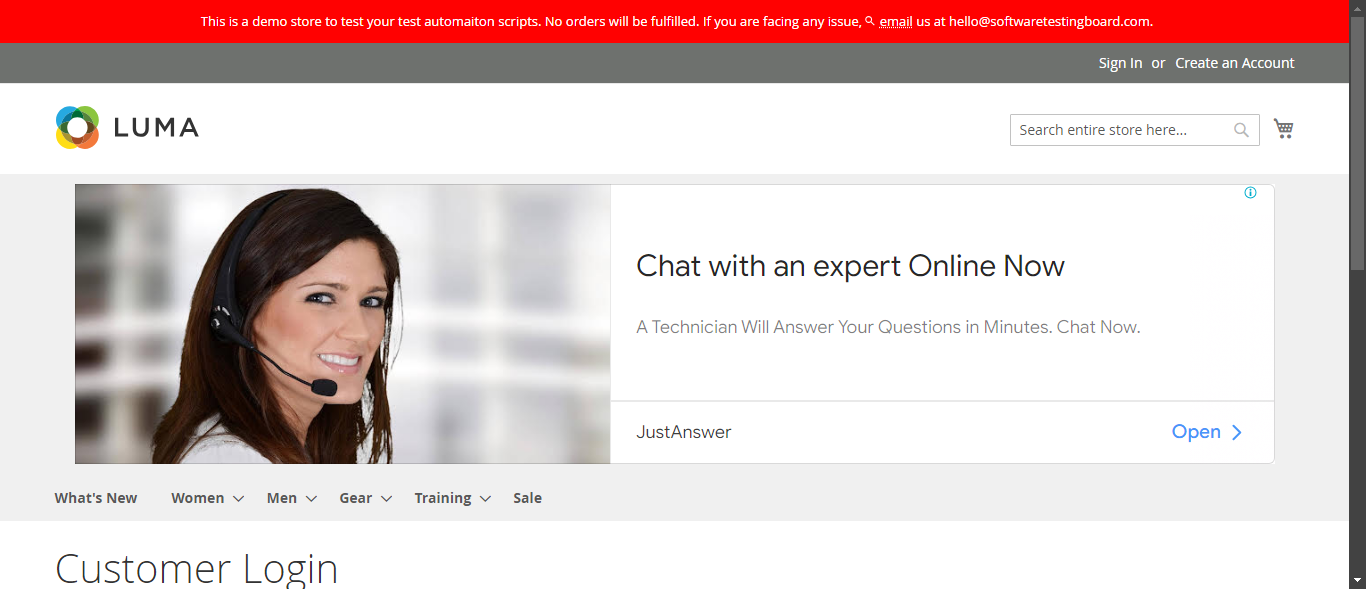 This is a demo store to test your test automaiton scripts. No orders will be fulfilled. If you are facing any issue, email us at hello@softwaretestingboard.com.
Sign In or Create an Account
LUMA
Search entire store here...
Chat with an expert Online Now
A Technician Will Answer Your Questions in Minutes. Chat Now.
JustAnswer
Open
What's New Women Men Gear Training Sale
Customer Login